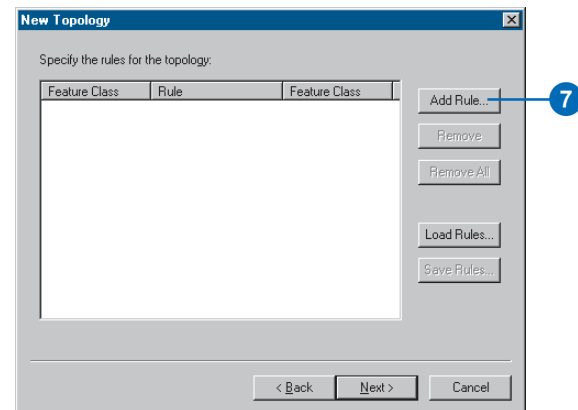 New Topology
Specify the rules for the topology:
Feature Class Rule Feature Class
Add Rule...
7
Remove
Remove All
Load Rules...
Save Rules...
< Back Next > Cancel